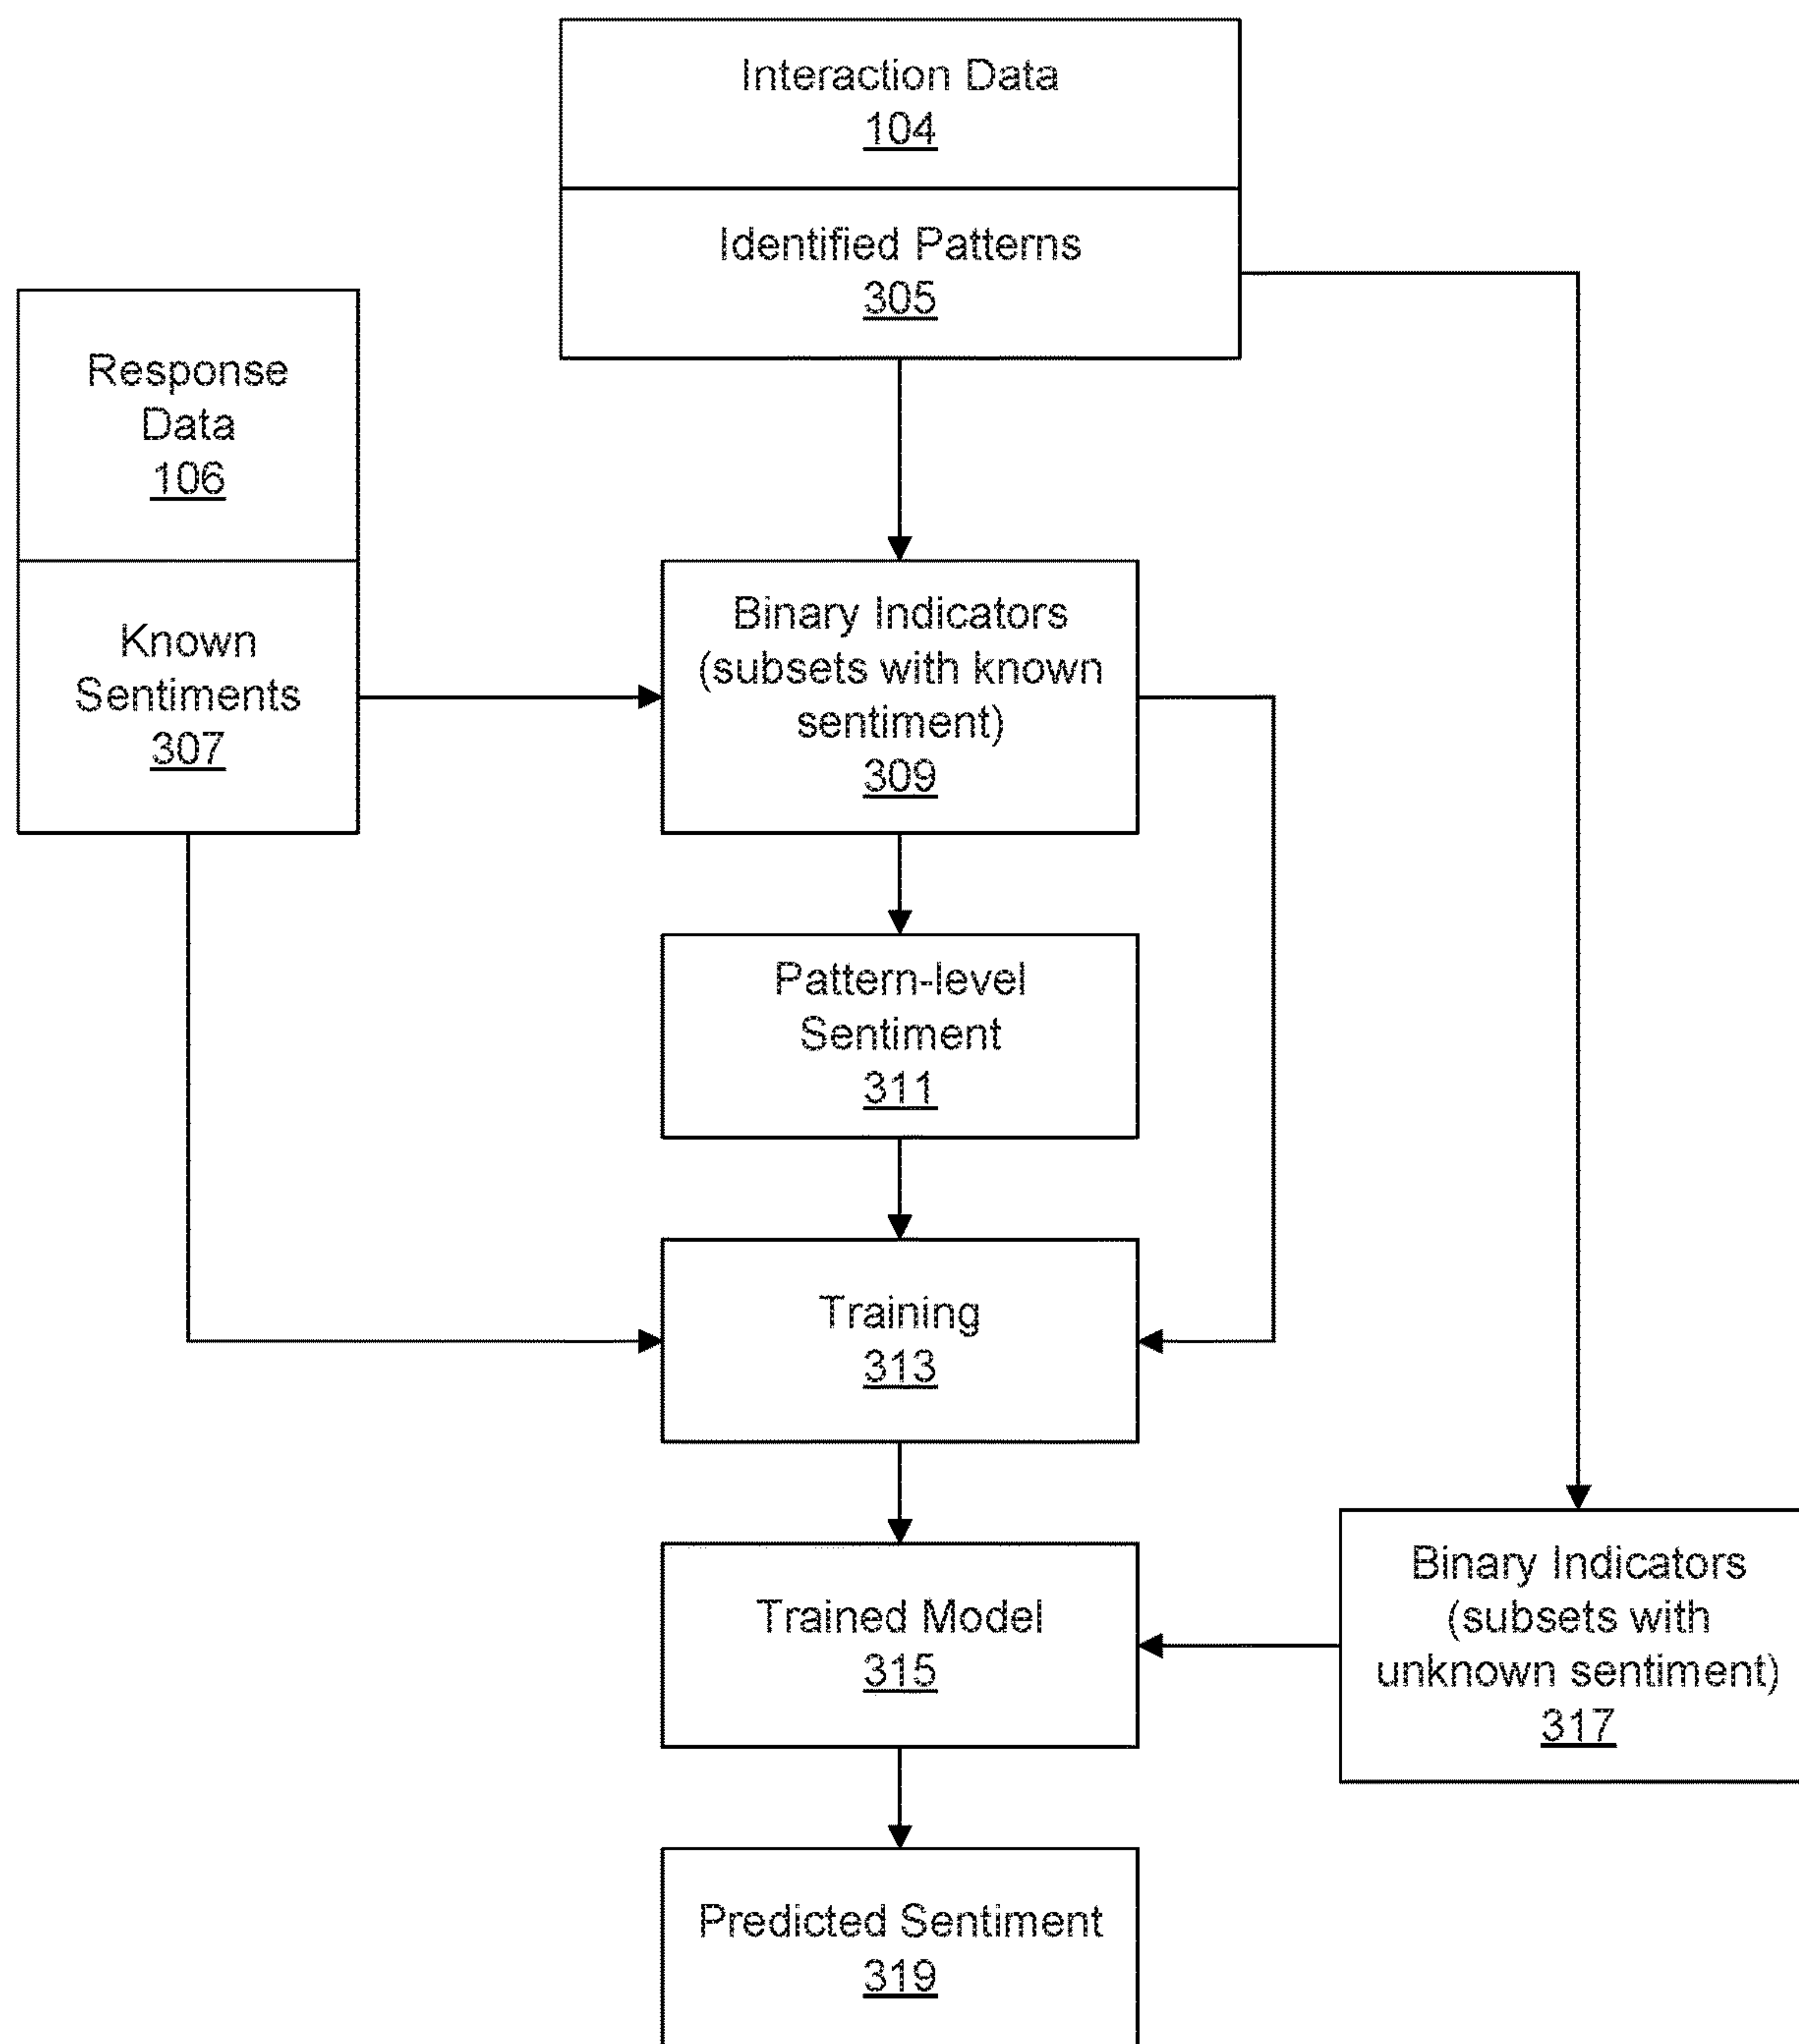 Interaction Data
104
Identified Patterns
305
Response
Data
106
Known
Sentiments
307
Binary Indicators
(subsets with known
sentiment)
309
Pattern-level
Sentiment
311
Training
313
Trained Model
315
Binary Indicators
(subsets with
unknown sentiment)
317
Predicted Sentiment
319